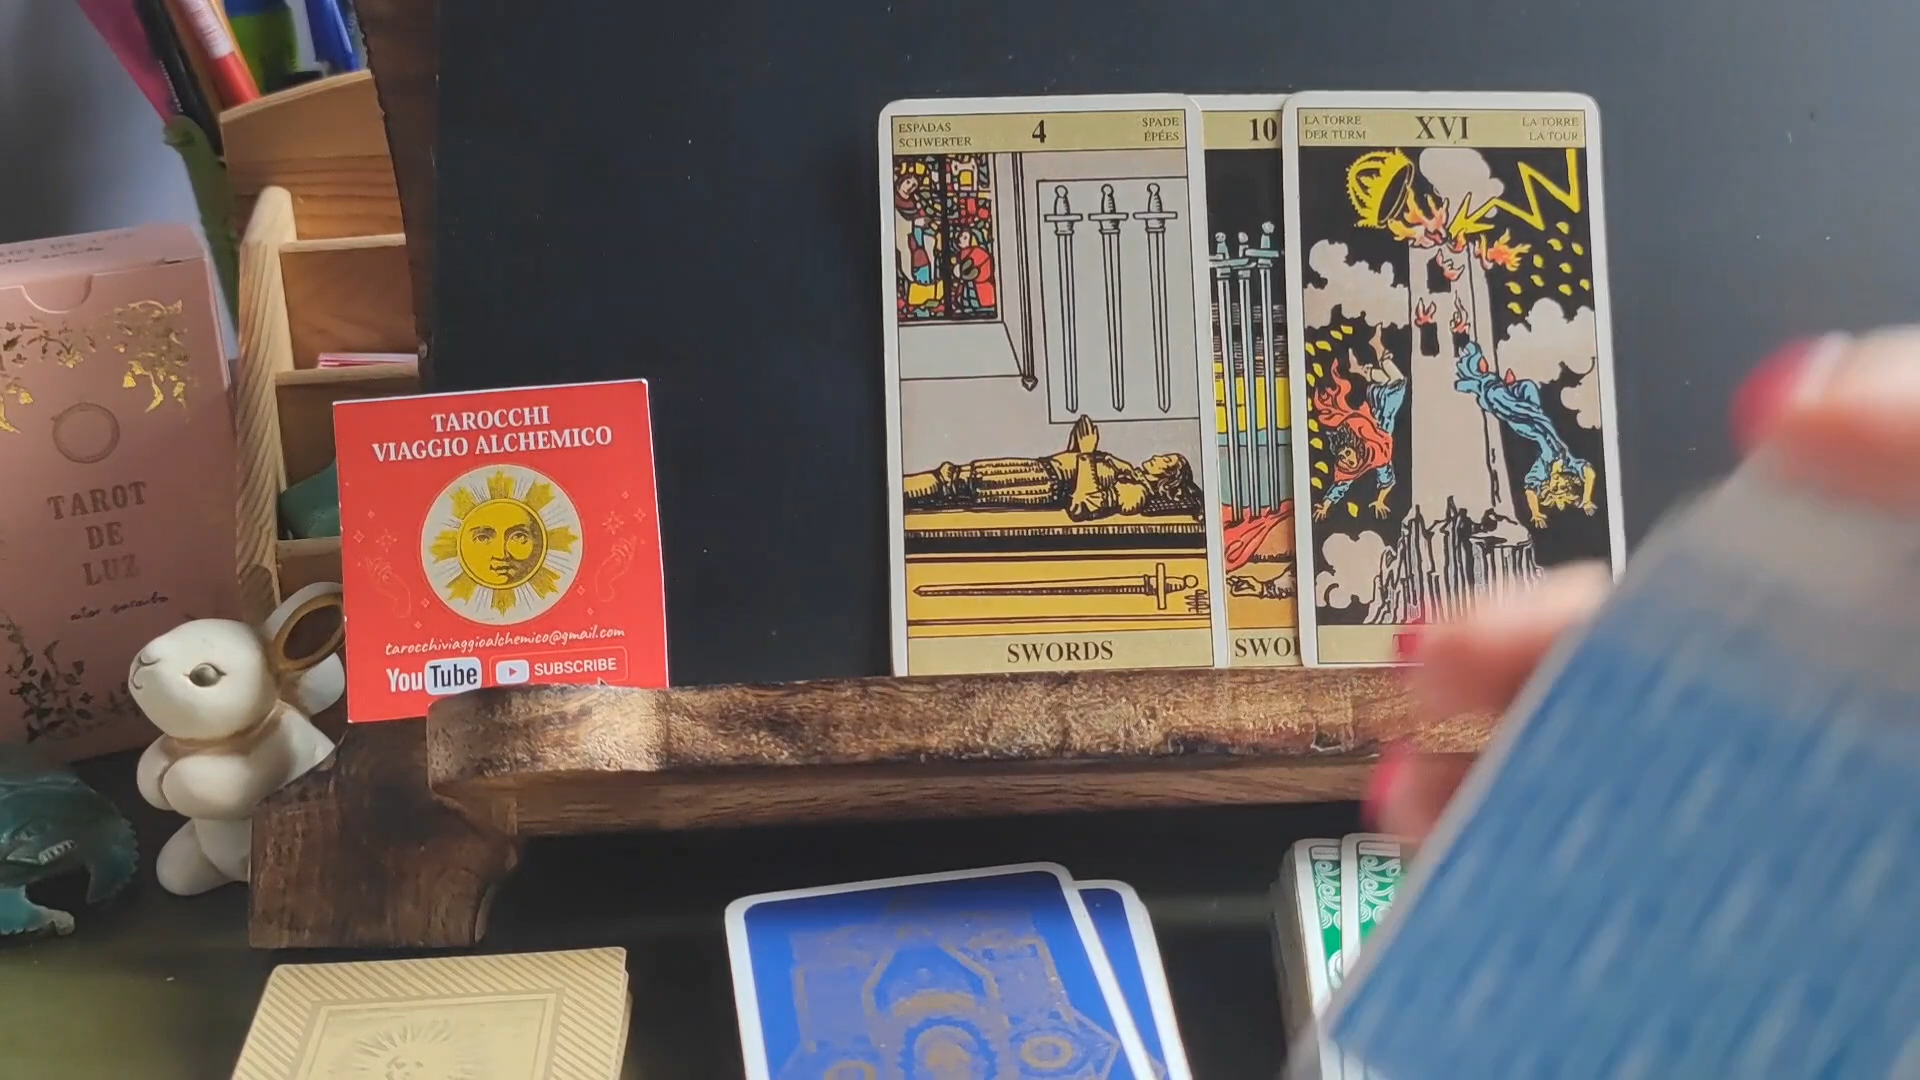 TAROT
DE
LUZ
TAROCCHI
VIAGGIO ALCHEMICO
tarocchiviaggioalchemico@gmail.com
YouTube SUBSCRIBE
ESPADAS 4 SPADE
SCHWERTER ÉPÉES
SWORDS
10
SWO
LA TORRE XVI LA TORRE
DER TURM LA TOUR